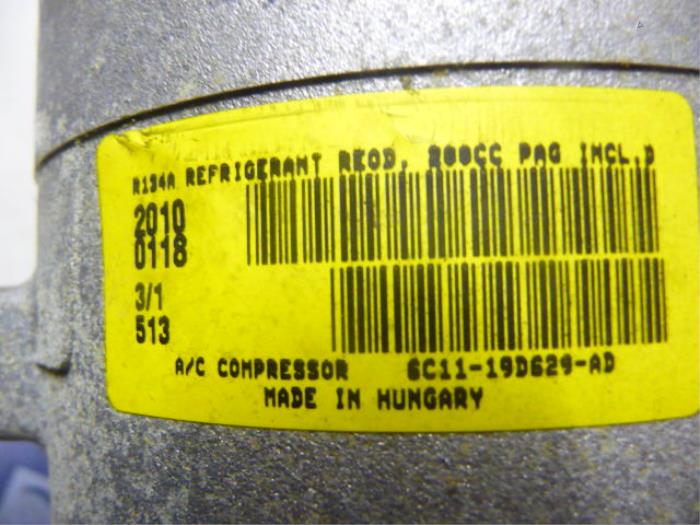 R134A REFRIGERANT REQD, 200CC PAG INCL.D
2010
0118
3/1
513
A/C COMPRESSOR 6C11-19D629-AD
MADE IN HUNGARY